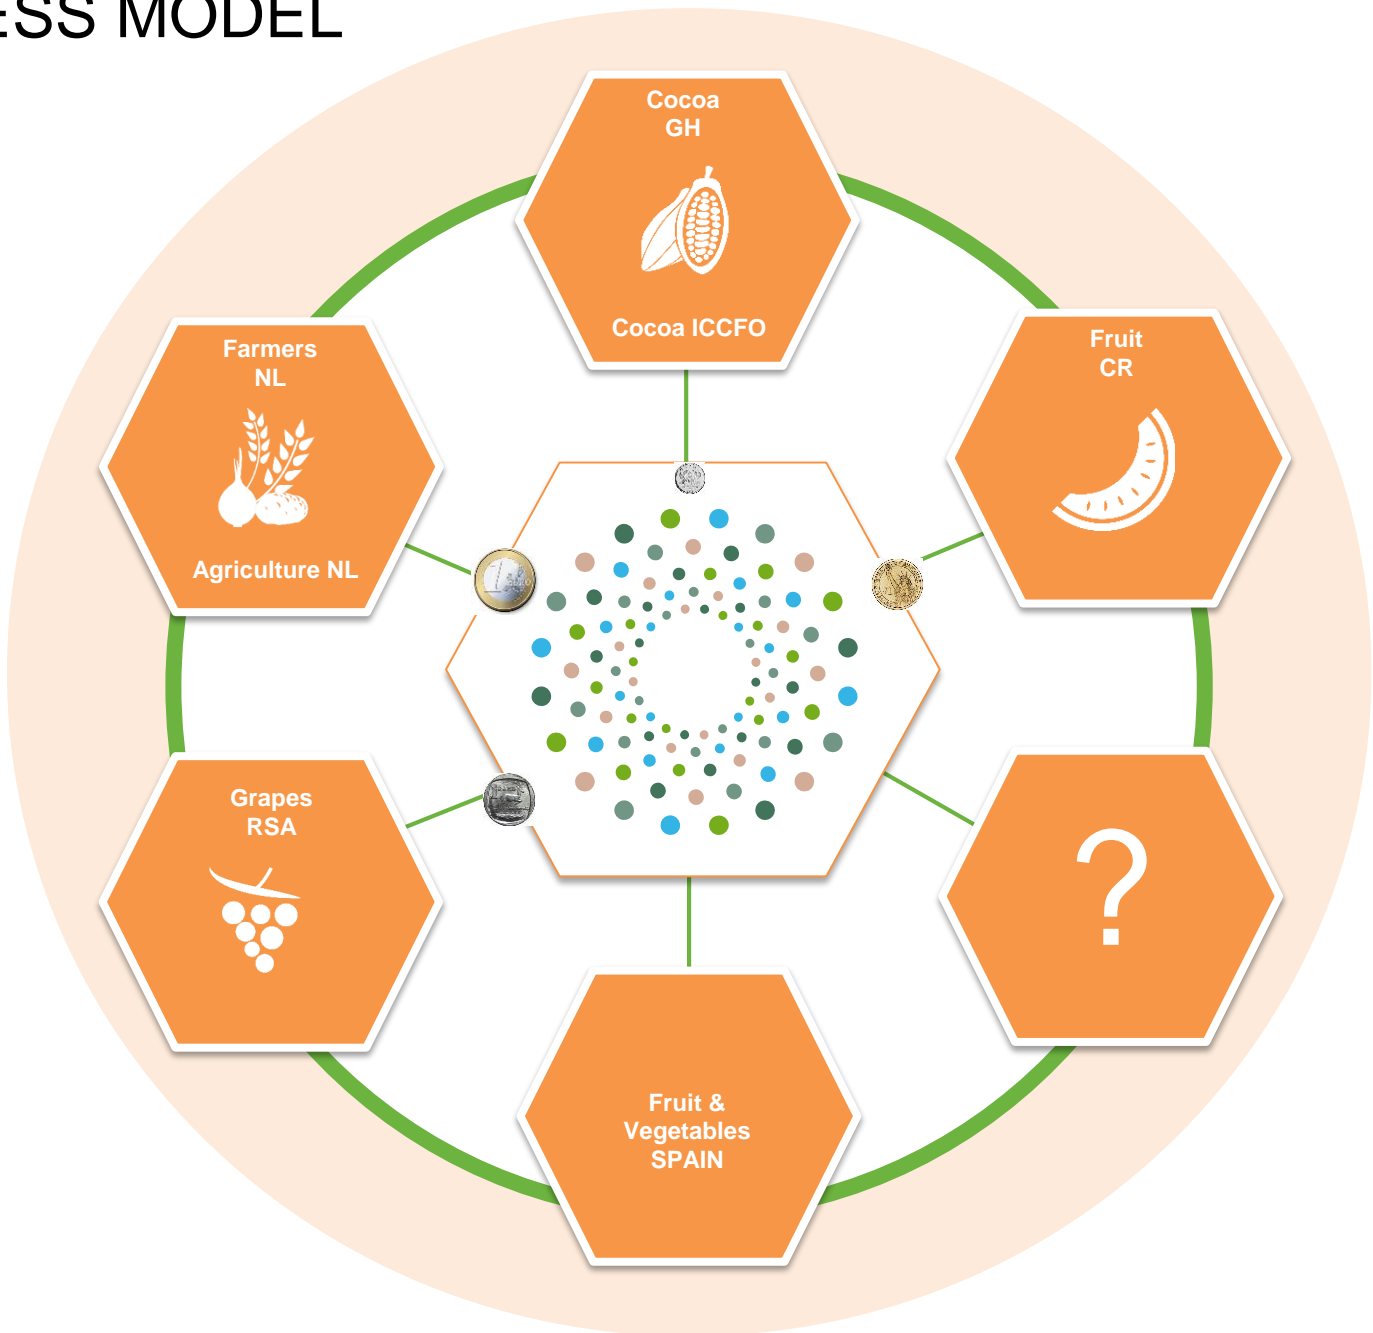 ESS MODEL
Cocoa
GH
Cocoa ICCFO
Fruit
CR
Farmers
NL
Agriculture NL
Grapes
RSA
?
Fruit &
Vegetables
SPAIN